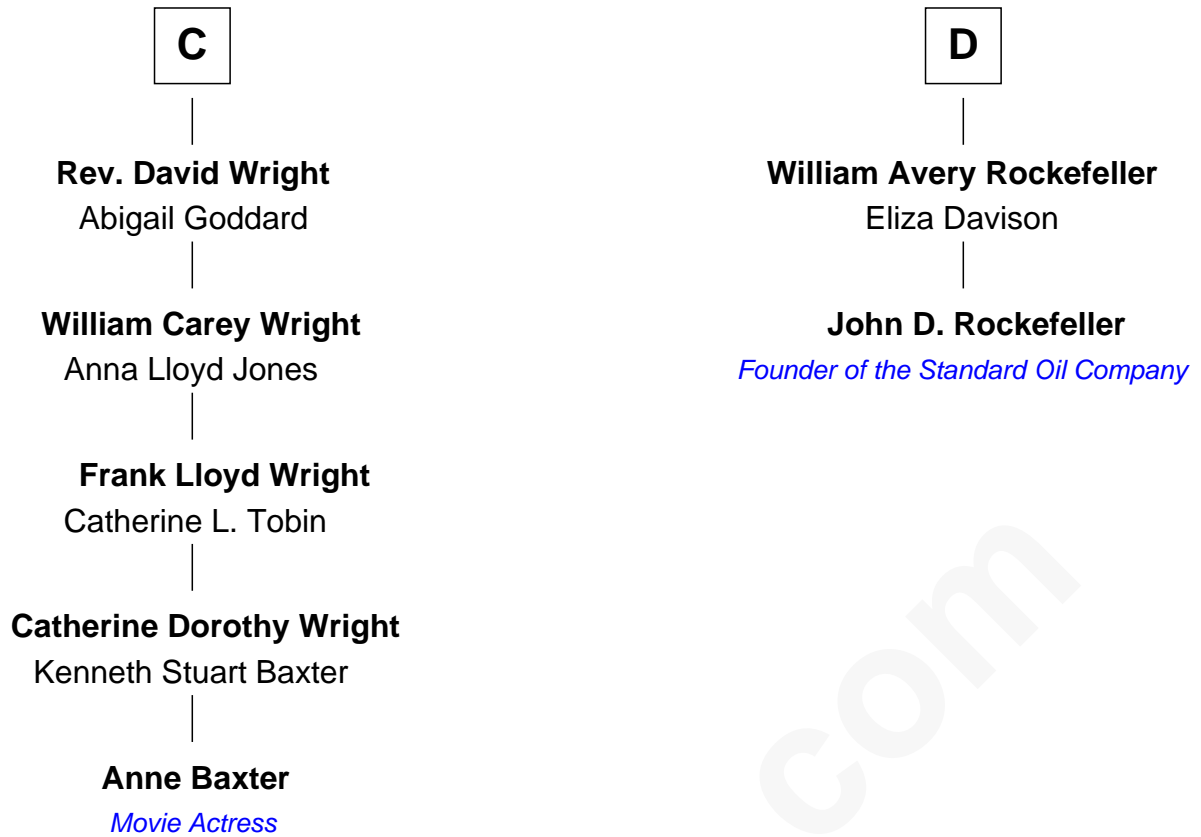 C
Rev. David Wright
Abigail Goddard
William Carey Wright
Anna Lloyd Jones
Frank Lloyd Wright
Catherine L. Tobin
Catherine Dorothy Wright
Kenneth Stuart Baxter
Anne Baxter
Movie Actress
D
William Avery Rockefeller
Eliza Davison
John D. Rockefeller
Founder of the Standard Oil Company
com